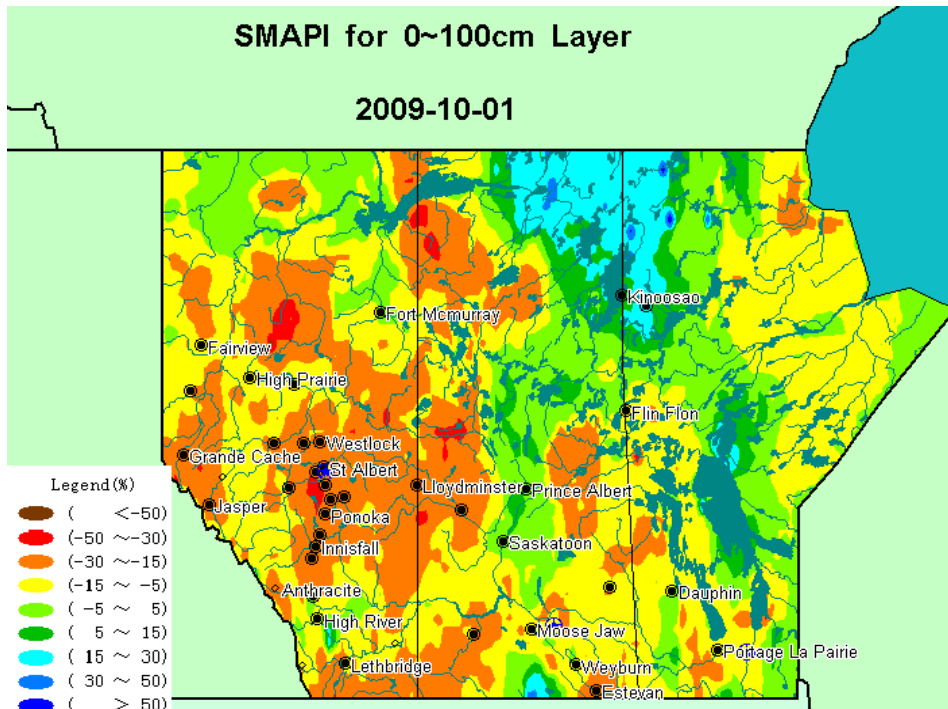 SMAPI for 0~100cm Layer
2009-10-01
Kinoosao
Fort Mcmurray
Fairview
High Prairie
Flin Flon
Westlock
Grande Cache
St Albert
Legend(%)
Lloydminster
Prince Albert
Jasper
( <-50)
Ponoka
(-50 ~-30)
Saskatoon
Innisfall
(-30 ~-15)
(-15 ~ -5)
Anthracite
Dauphin
(-5 ~ 5)
High River
( 5 ~ 15)
Moose Jaw
( 15 ~ 30)
Portage La Pairie
Lethbridge
Weyburn
( 30 ~ 50)
Estevan
( > 50)